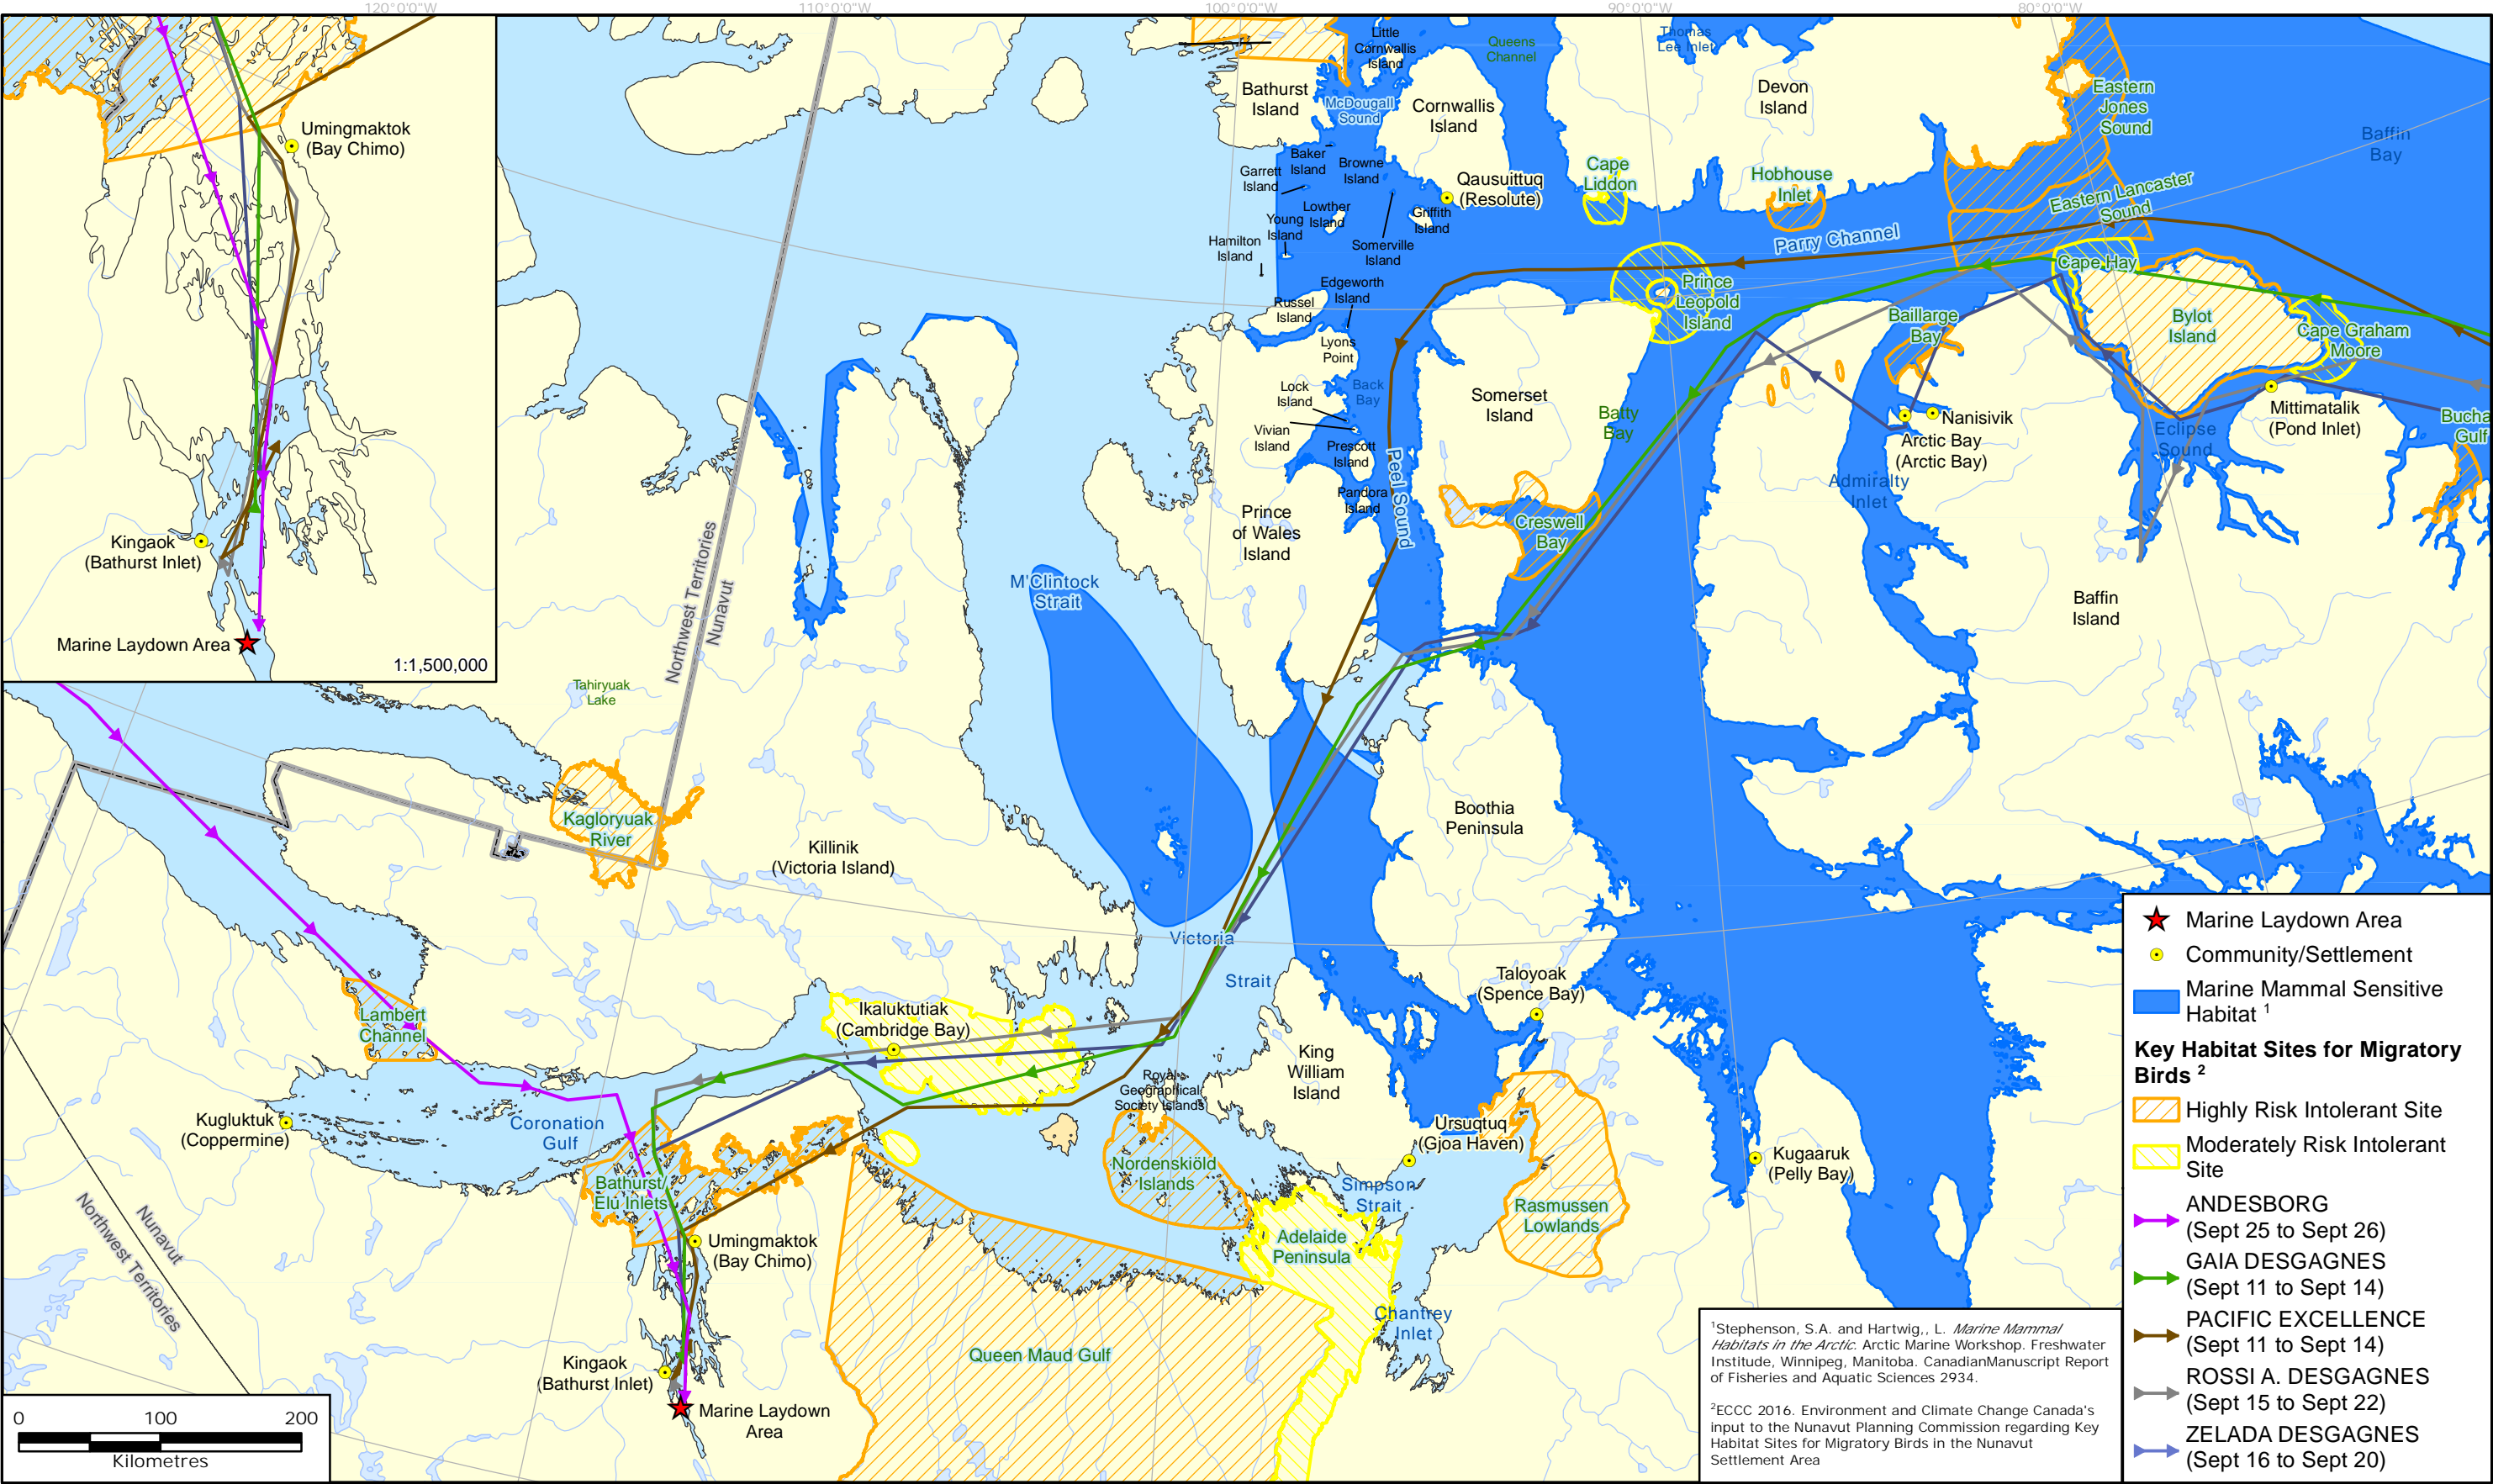 120°0'0"W
110°0'0"W
100°0'0"W
90°0'0"W
80°0'0"W
Umingmaktok
(Bay Chimo)
Kingaok
(Bathurst Inlet)
Marine Laydown Area
1:1,500,000
Little
Cornwallis
Island
Queens
Channel
Thomas
Lee Inlet
Bathurst
Island
McDougall
Sound
Cornwallis
Island
Devon
Island
Eastern
Jones
Sound
Baffin
Bay
Baker
Island
Browne
Island
Garrett
Island
Qausuittuq
(Resolute)
Cape
Liddon
Hobhouse
Inlet
Eastern Lancaster
Sound
Lowther
Island
Young
Island
Griffith
Island
Hamilton
Island
Somerville
Island
Parry Channel
Cape Hay
Edgeworth
Island
Russel
Island
Prince
Leopold
Island
Baillarge
Bay
Bylot
Island
Cape Graham
Moore
Lyons
Point
Lock
Island
Back
Bay
Somerset
Island
Batty
Bay
Nanisivik
Arctic Bay
(Arctic Bay)
Mittimatalik
(Pond Inlet)
Eclipse
Sound
Bucha
Gulf
Vivian
Island
Prescott
Island
Peel Sound
Pandora
Island
Admiralty
Inlet
Prince
of Wales
Island
Creswell
Bay
M'Clintock
Strait
Baffin
Island
Northwest Territories
Nunavut
Tahiryuak
Lake
Kagloryuak
River
Killinik
(Victoria Island)
Boothia
Peninsula
Victoria
Strait
Taloyoak
(Spence Bay)
Lambert
Channel
Ikaluktutiak
(Cambridge Bay)
King
William
Island
Royal
Geographical
Society Islands
Kugluktuk
(Coppermine)
Coronation
Gulf
Ursuqtuq
(Gjoa Haven)
Kugaaruk
(Pelly Bay)
Bathurst/
Elu Inlets
Nordenskiöld
Islands
Simpson
Strait
Rasmussen
Lowlands
Adelaide
Peninsula
Umingmaktok
(Bay Chimo)
Nunavut
Northwest Territories
Chantrey
Inlet
Queen Maud Gulf
Kingaok
(Bathurst Inlet)
Marine Laydown
Area
0 100 200
Kilometres
Marine Laydown Area
Community/Settlement
Marine Mammal Sensitive
Habitat 1
Key Habitat Sites for Migratory
Birds 2
Highly Risk Intolerant Site
Moderately Risk Intolerant
Site
ANDESBORG
(Sept 25 to Sept 26)
GAIA DESGAGNES
(Sept 11 to Sept 14)
PACIFIC EXCELLENCE
(Sept 11 to Sept 14)
ROSSI A. DESGAGNES
(Sept 15 to Sept 22)
ZELADA DESGAGNES
(Sept 16 to Sept 20)
1Stephenson, S.A. and Hartwig,, L. Marine Mammal
Habitats in the Arctic. Arctic Marine Workshop. Freshwater
Institude, Winnipeg, Manitoba. CanadianManuscript Report
of Fisheries and Aquatic Sciences 2934.
2ECCC 2016. Environment and Climate Change Canada's
input to the Nunavut Planning Commission regarding Key
Habitat Sites for Migratory Birds in the Nunavut
Settlement Area